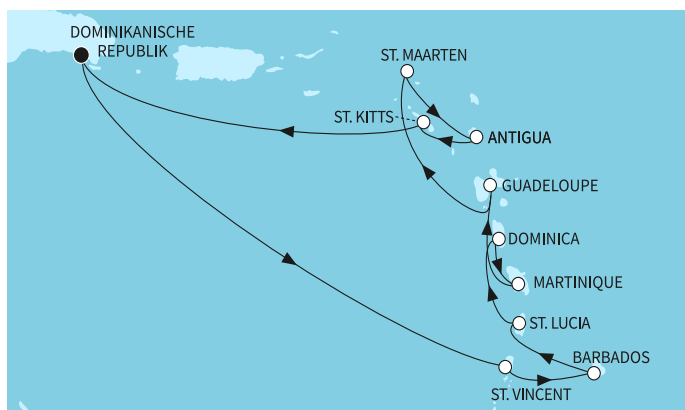 DOMINIKANISCHE
REPUBLIK
ST. MAARTEN
ST. KITTS
ANTIGUA
GUADELOUPE
DOMINICA
MARTINIQUE
ST. LUCIA
BARBADOS
ST. VINCENT